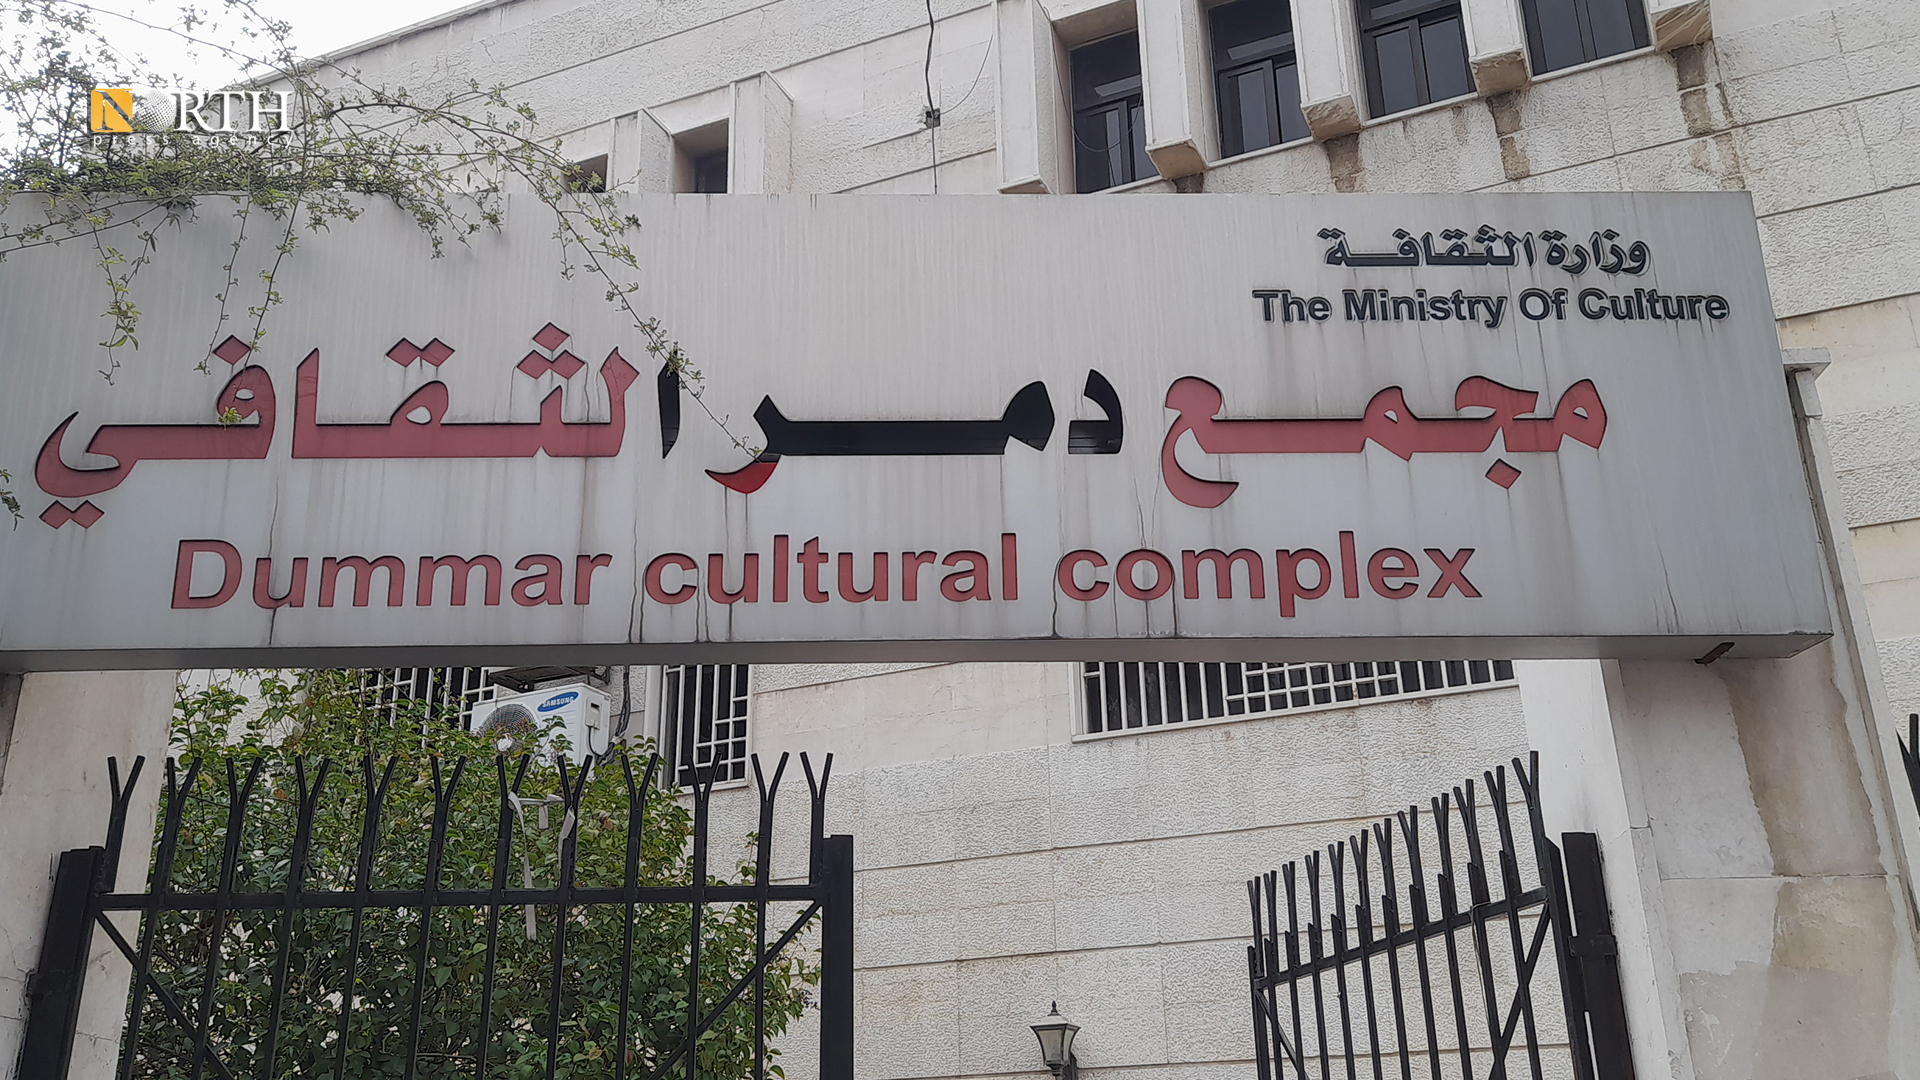 NORTH
press agency
وزارة الثقافة
The Ministry Of Culture
مجمع دمر الثقافي
Dummar cultural complex
SAMSUNG